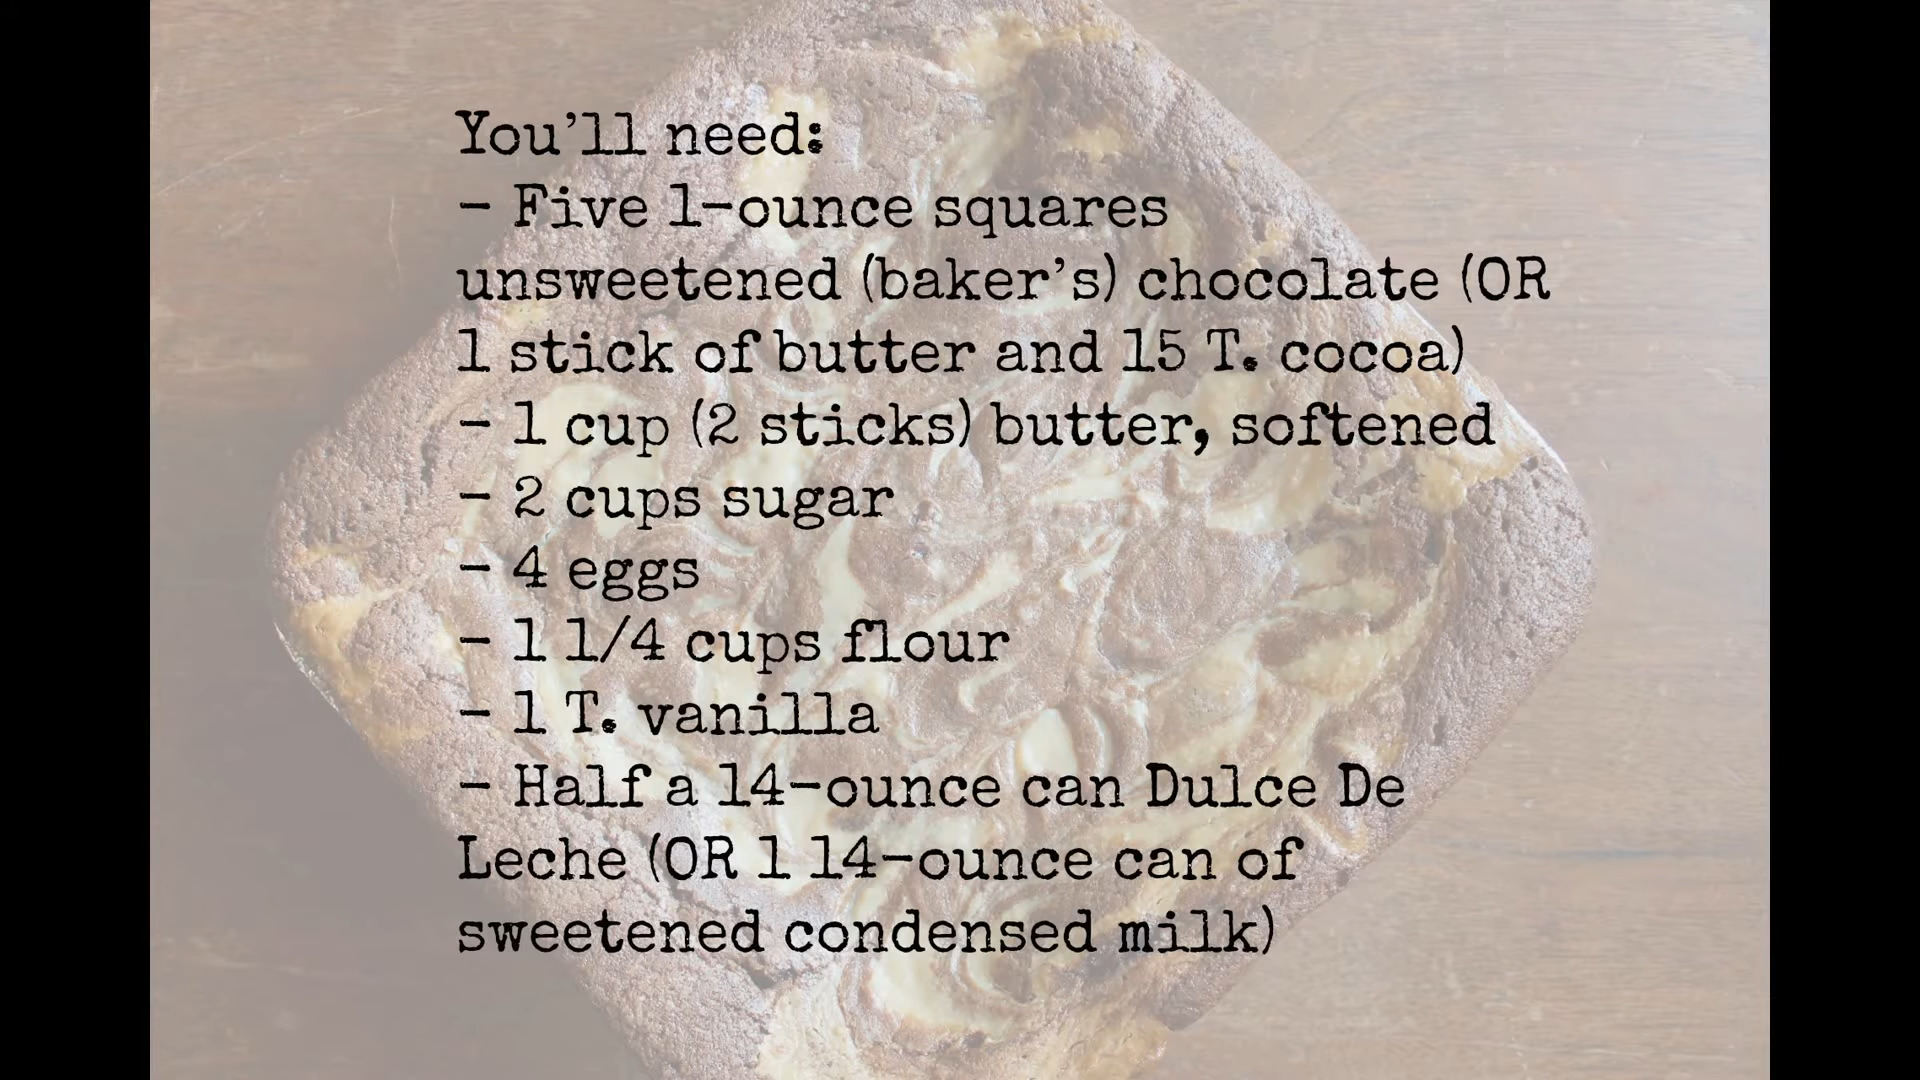 You’ll need:
- Five 1-ounce squares
unsweetened (baker’s) chocolate (OR
1 stick of butter and 15 T. cocoa)
- 1 cup (2 sticks) butter, softened
- 2 cups sugar
- 4 eggs
- 1 1/4 cups flour
- 1 T. vanilla
- Half a 14-ounce can Dulce De
Leche (OR 1 14-ounce can of
sweetened condensed milk)